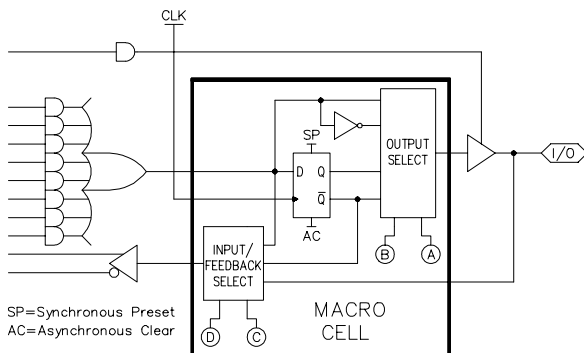 CLK
SP
D Q
Q̅
AC
OUTPUT
SELECT
I/O
B
A
INPUT/
FEEDBACK
SELECT
D
C
MACRO
CELL
SP=Synchronous Preset
AC=Asynchronous Clear